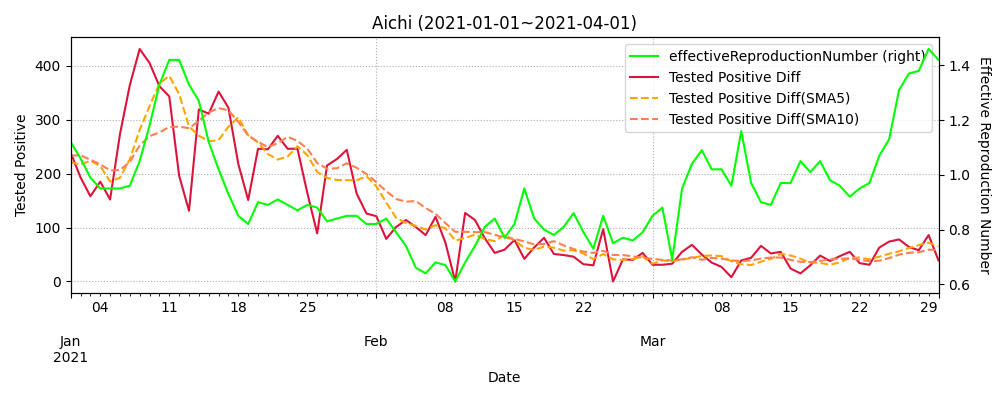 Aichi (2021-01-01~2021-04-01)
effectiveReproductionNumber (right)
Tested Positive Diff
Tested Positive Diff(SMA5)
Tested Positive Diff(SMA10)
Tested Positive
400
300
200
100
0
Effective Reproduction Number
1.4
1.2
1.0
0.8
0.6
04 11 18 25 08 15 22 08 15 22 29
Jan Feb Mar
2021
Date